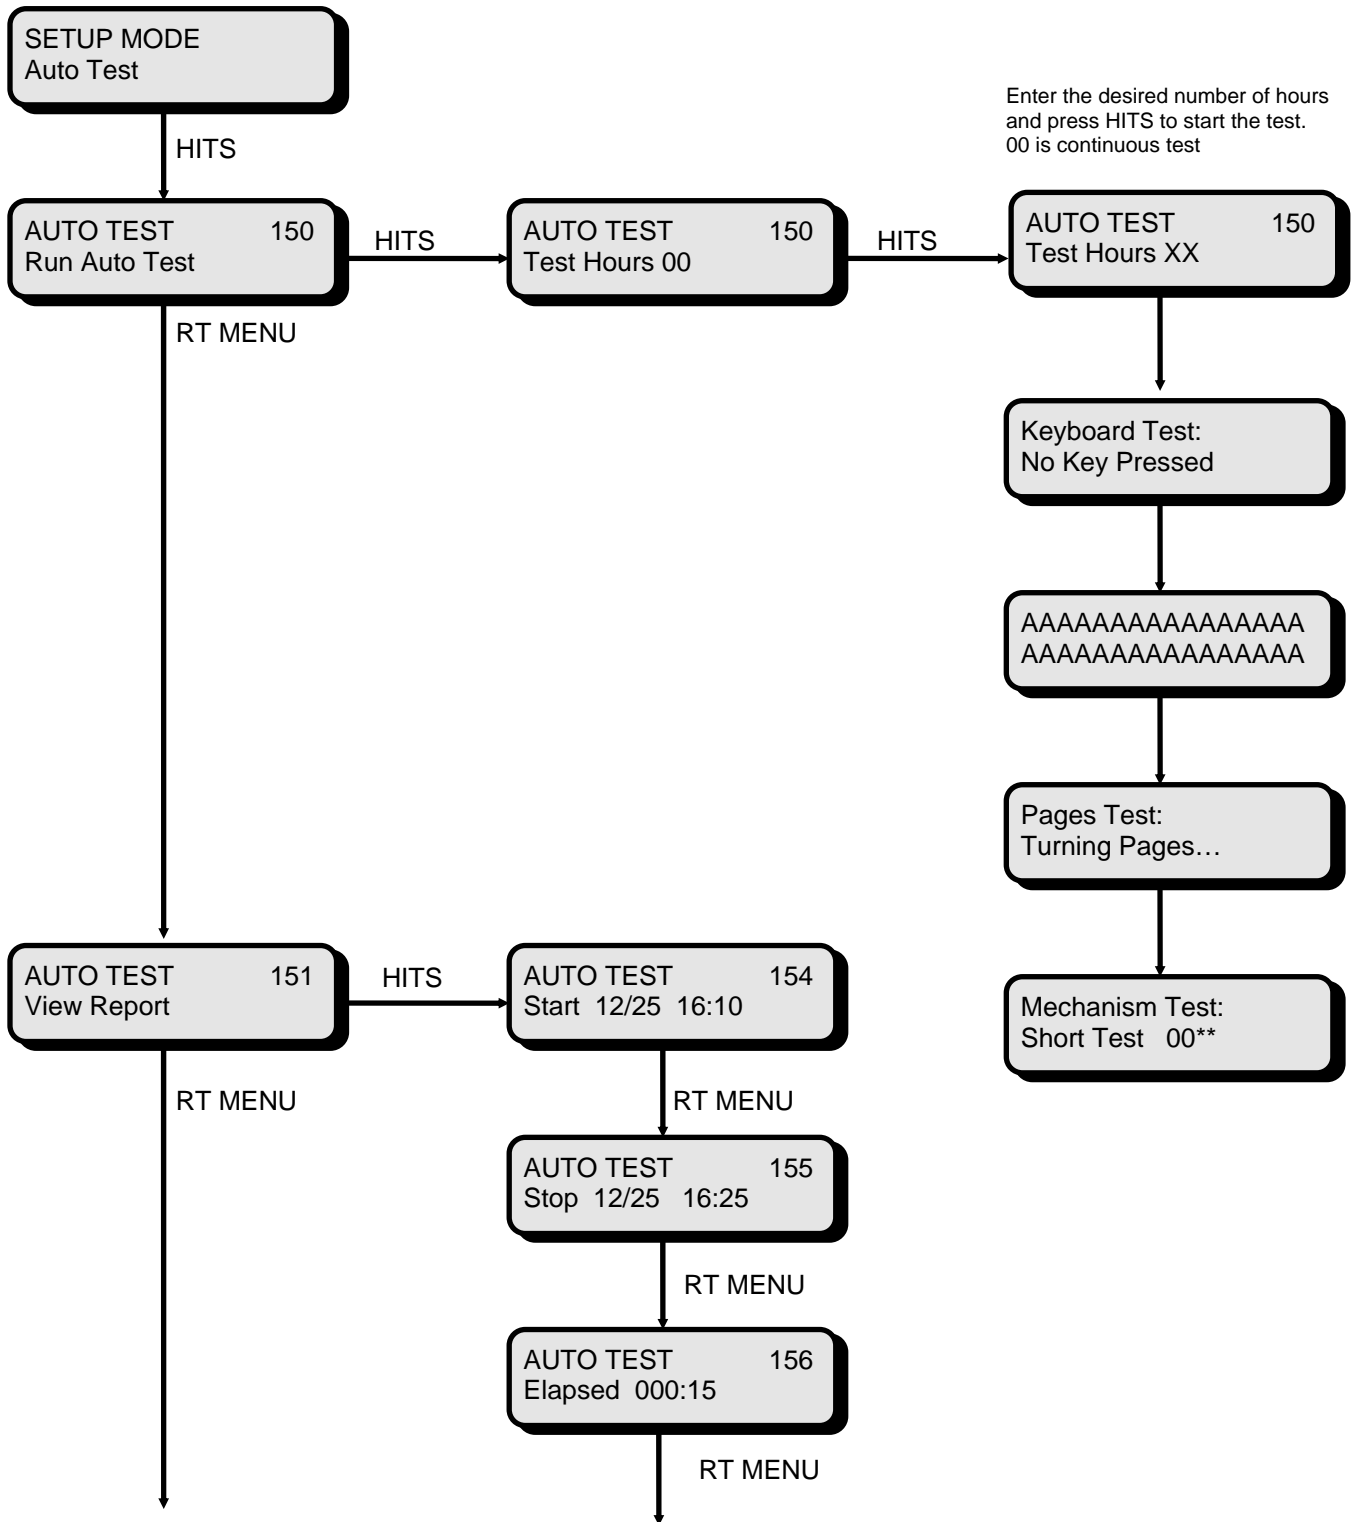 SETUP MODE
Auto Test
HITS
Enter the desired number of hours
and press HITS to start the test.
00 is continuous test
AUTO TEST 150
Run Auto Test
HITS
AUTO TEST 150
Test Hours 00
HITS
AUTO TEST 150
Test Hours XX
RT MENU
Keyboard Test:
No Key Pressed
AAAAAAAAAAAAAAAA
AAAAAAAAAAAAAAAA
Pages Test:
Turning Pages…
Mechanism Test:
Short Test 00**
AUTO TEST 151
View Report
HITS
AUTO TEST 154
Start 12/25 16:10
RT MENU
RT MENU
AUTO TEST 155
Stop 12/25 16:25
RT MENU
AUTO TEST 156
Elapsed 000:15
RT MENU